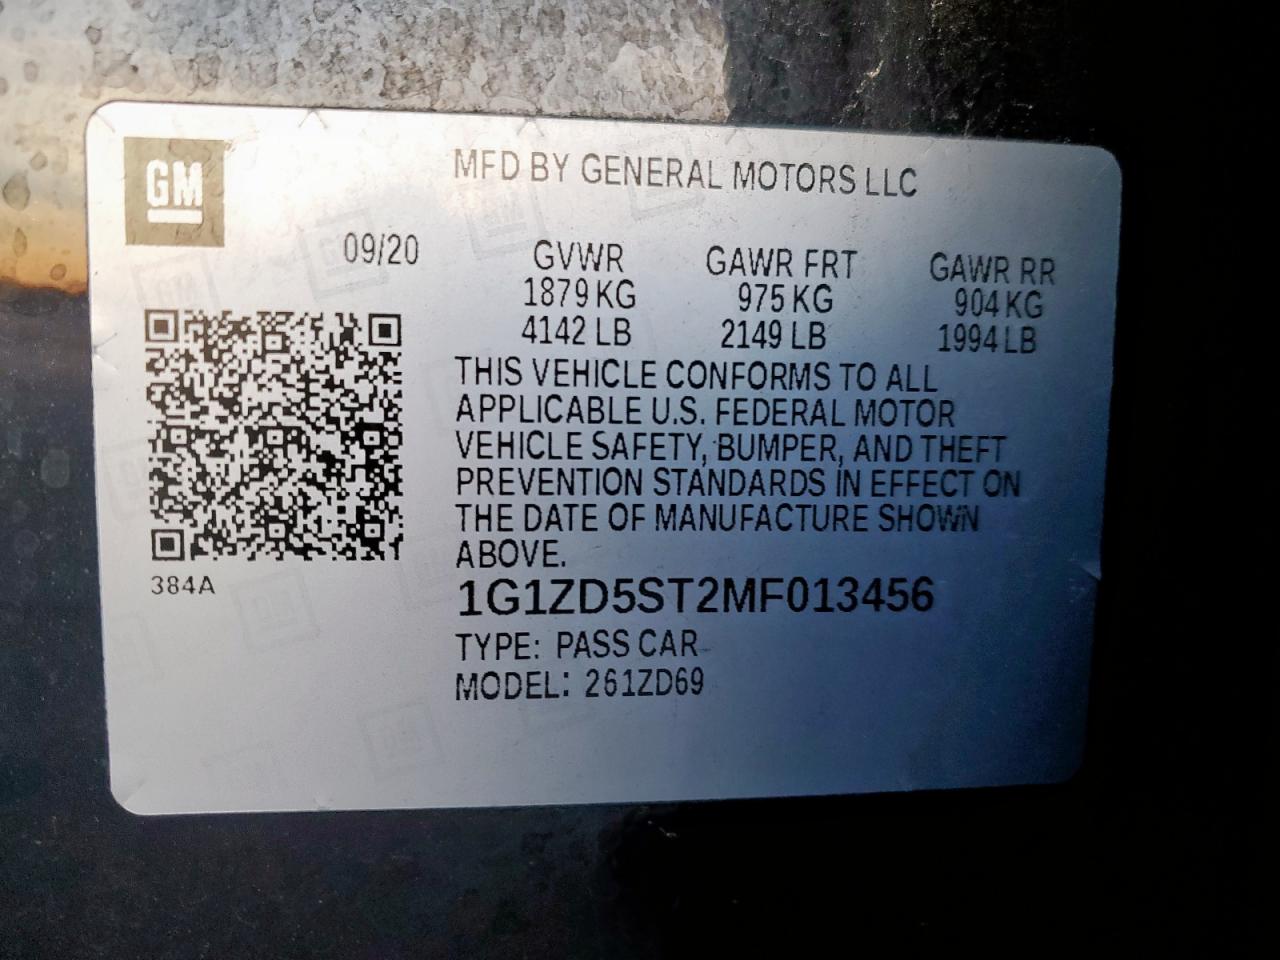 GM
MFD BY GENERAL MOTORS LLC
09/20
GVWR GAWR FRT GAWR RR
1879 KG 975 KG 904 KG
4142 LB 2149 LB 1994 LB
THIS VEHICLE CONFORMS TO ALL
APPLICABLE U.S. FEDERAL MOTOR
VEHICLE SAFETY, BUMPER, AND THEFT
PREVENTION STANDARDS IN EFFECT ON
THE DATE OF MANUFACTURE SHOWN
ABOVE.
384A
1G1ZD5ST2MF013456
TYPE: PASS CAR
MODEL: 261ZD69